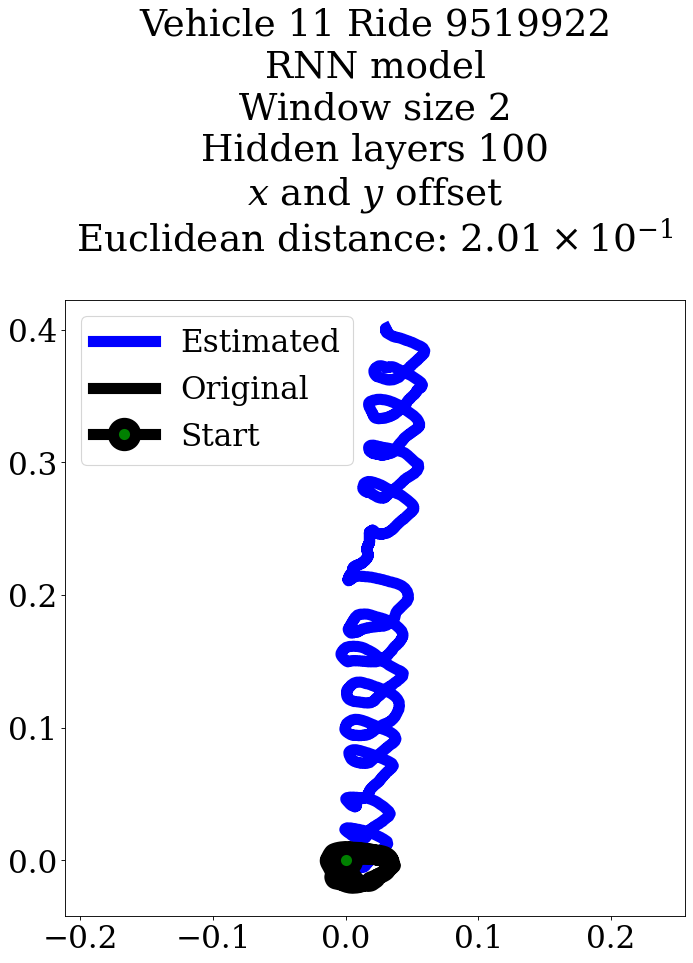 Vehicle 11 Ride 9519922
RNN model
Window size 2
Hidden layers 100
x and y offset
Euclidean distance: 2.01 × 10⁻¹
Estimated
Original
Start
0.4
0.3
0.2
0.1
0.0
−0.2
−0.1
0.0
0.1
0.2